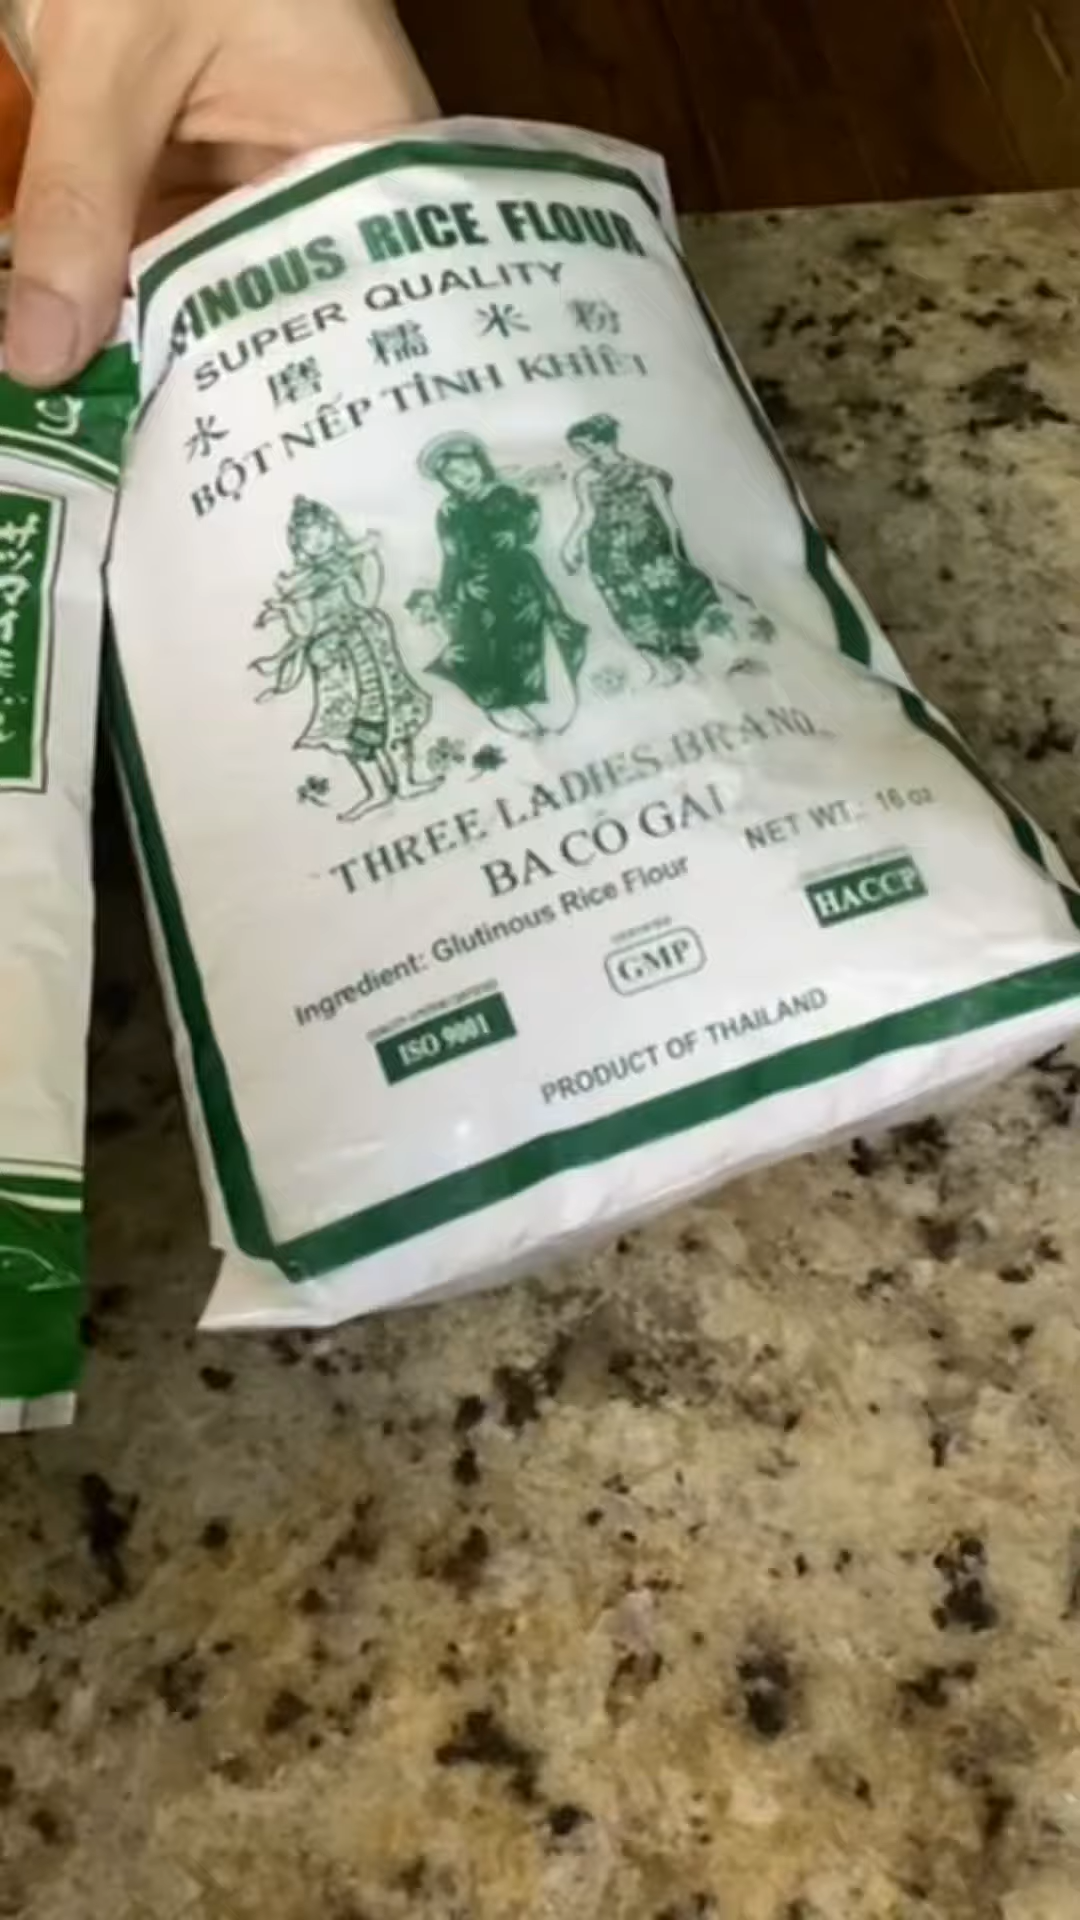 INOUS RICE FLOUR
SUPER QUALITY
水磨糯米粉
BỘT NẾP TINH KHIẾT
THREE LADIES BRAND
BA CÔ GÁI
NET WT.: 16 oz
Ingredient: Glutinous Rice Flour
HACCP
GMP
ISO 9001
PRODUCT OF THAILAND